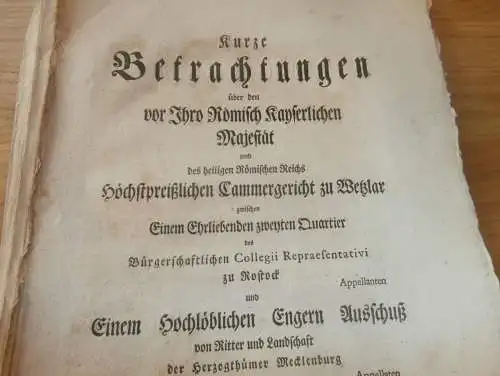 Kurze
Betrachtungen
über den
vor Ihro Römisch Kayserlichen
Majestät
und
des heiligen Römischen Reichs
Höchstpreißlichen Cammergericht zu Wetzlar
zwischen
Einem Ehrliebenden zweyten Quartier
des
Bürgerschaftlichen Collegii Repraesentativi
zu Rostock
Appellanten
und
Einem Hochlöblichen Engern Ausschuß
von Ritter und Landschaft
der Herzogthümer Mecklenburg
Appellaten